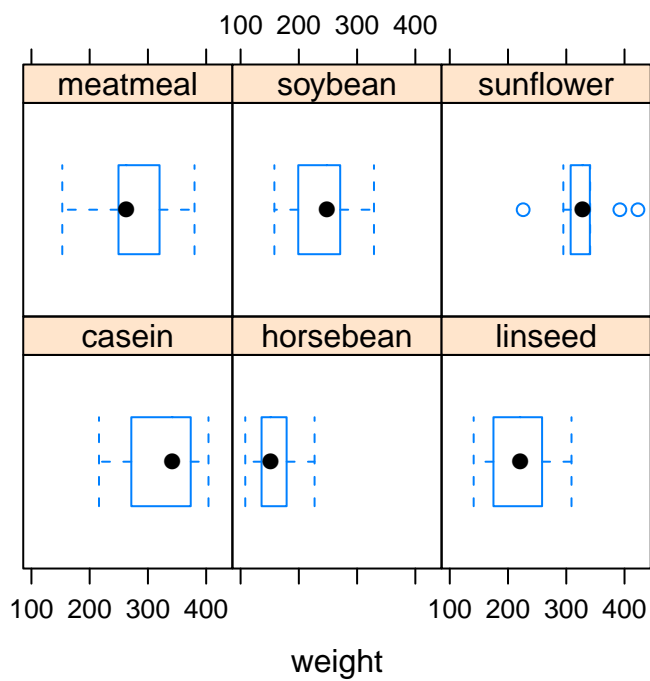 100 200 300 400
meatmeal soybean sunflower
casein horsebean linseed
100 200 300 400 100 200 300 400
weight